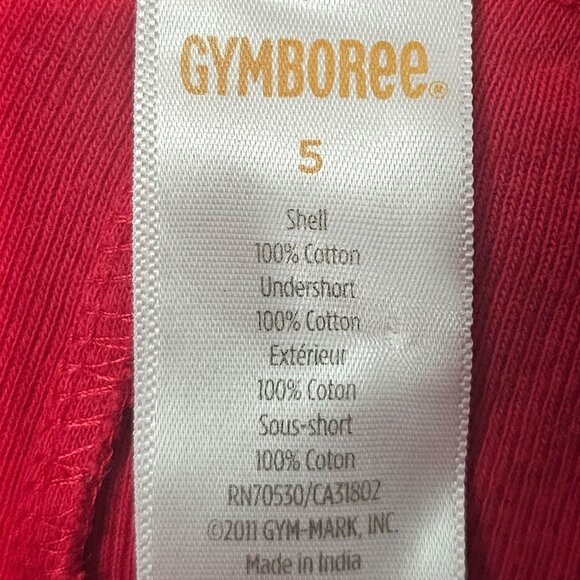 GYMBORee®
5
Shell
100% Cotton
Undershort
100% Cotton
Extérieur
100% Coton
Sous-short
100% Coton
RN70530/CA31802
©2011 GYM-MARK, INC.
Made in India